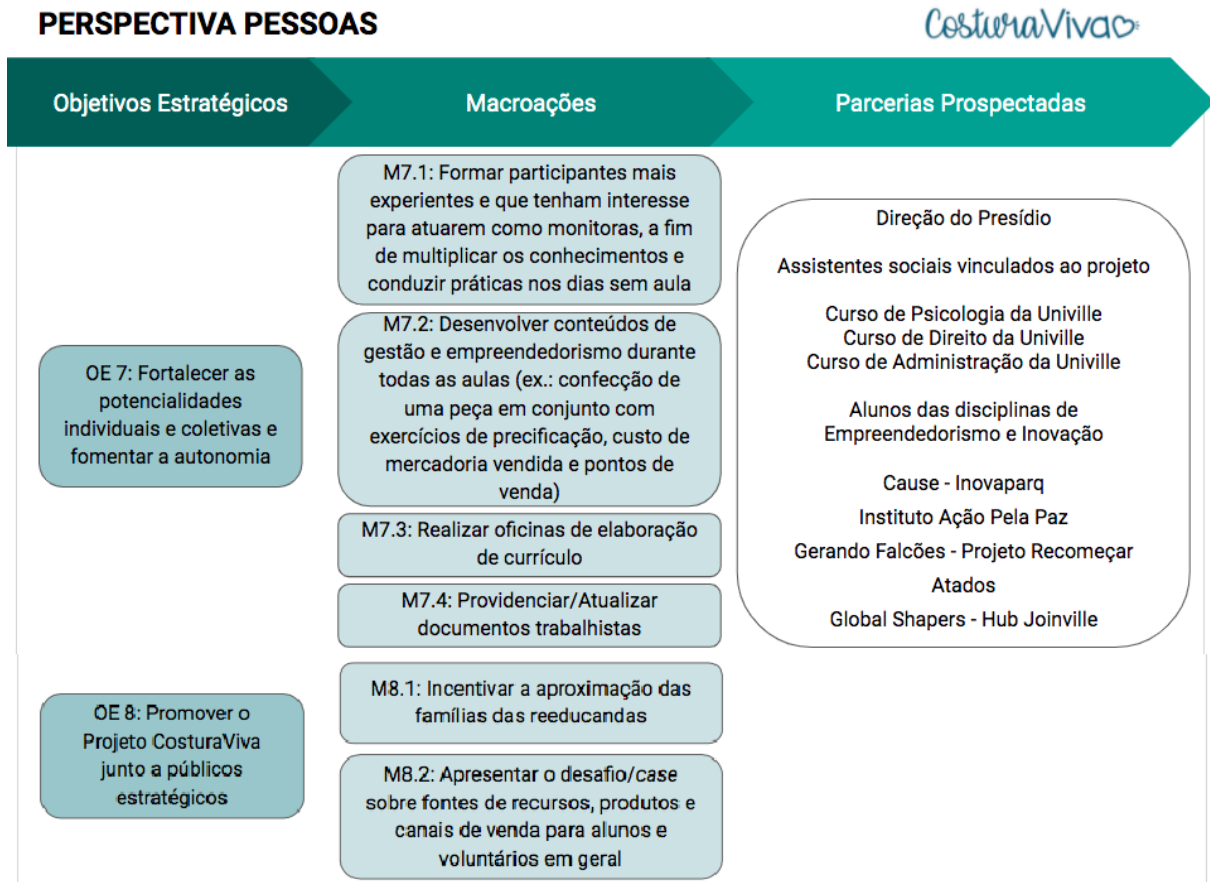 PERSPECTIVA PESSOAS
CosturaViva
Objetivos Estratégicos
Macroações
Parcerias Prospectadas
OE 7: Fortalecer as
potencialidades
individuais e coletivas e
fomentar a autonomia
M7.1: Formar participantes mais
experientes e que tenham interesse
para atuarem como monitoras, a fim
de multiplicar os conhecimentos e
conduzir práticas nos dias sem aula
M7.2: Desenvolver conteúdos de
gestão e empreendedorismo durante
todas as aulas (ex.: confecção de
uma peça em conjunto com
exercícios de precificação, custo de
mercadoria vendida e pontos de
venda)
M7.3: Realizar oficinas de elaboração
de currículo
M7.4: Providenciar/Atualizar
documentos trabalhistas
Direção do Presídio
Assistentes sociais vinculados ao projeto
Curso de Psicologia da Univille
Curso de Direito da Univille
Curso de Administração da Univille
Alunos das disciplinas de
Empreendedorismo e Inovação
Cause - Inovaparq
Instituto Ação Pela Paz
Gerando Falcões - Projeto Recomeçar
Atados
Global Shapers - Hub Joinville
OE 8: Promover o
Projeto CosturaViva
junto a públicos
estratégicos
M8.1: Incentivar a aproximação das
famílias das reeducandas
M8.2: Apresentar o desafio/case
sobre fontes de recursos, produtos e
canais de venda para alunos e
voluntários em geral